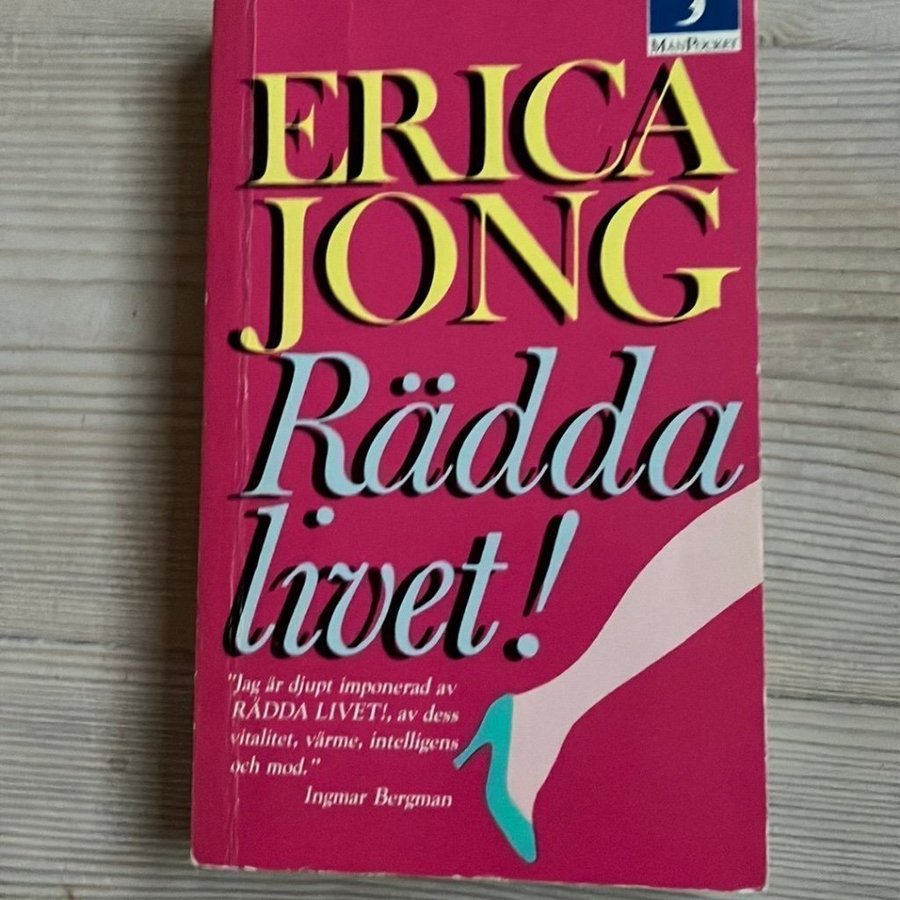 MånPocket
ERICA
JONG
Rädda
livet!
"Jag är djupt imponerad av
RÄDDA LIVET!, av dess
vitalitet, värme, intelligens
och mod."
Ingmar Bergman